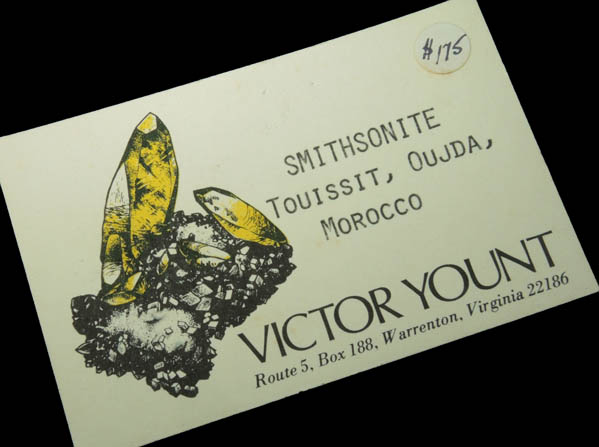 $175
SMITHSONITE
TOUISSIT, OUJDA,
MOROCCO
VICTOR YOUNT
Route 5, Box 188, Warrenton, Virginia 22186